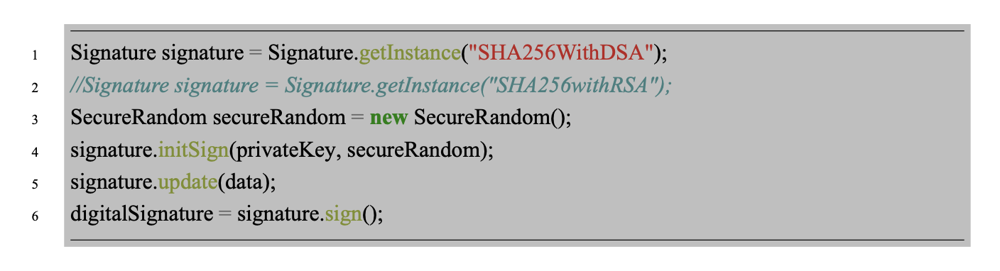 1 Signature signature = Signature.getInstance("SHA256WithDSA");
2 //Signature signature = Signature.getInstance("SHA256withRSA");
3 SecureRandom secureRandom = new SecureRandom();
4 signature.initSign(privateKey, secureRandom);
5 signature.update(data);
6 digitalSignature = signature.sign();